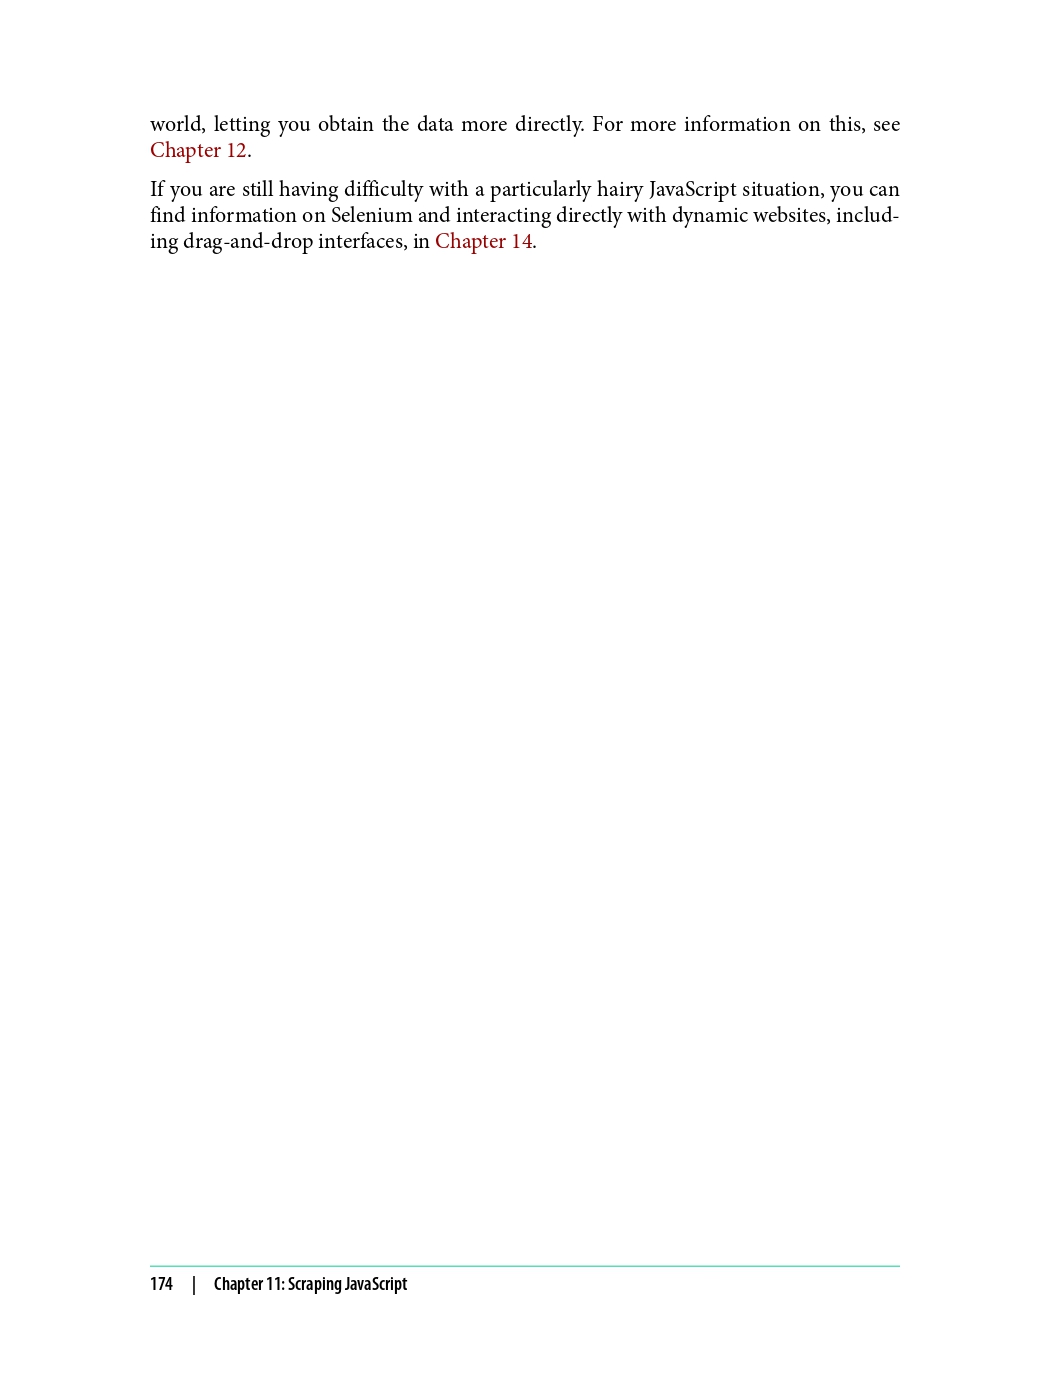 world, letting you obtain the data more directly. For more information on this, see
Chapter 12.
If you are still having difficulty with a particularly hairy JavaScript situation, you can
find information on Selenium and interacting directly with dynamic websites, includ-
ing drag-and-drop interfaces, in Chapter 14.
174 | Chapter 11: Scraping JavaScript